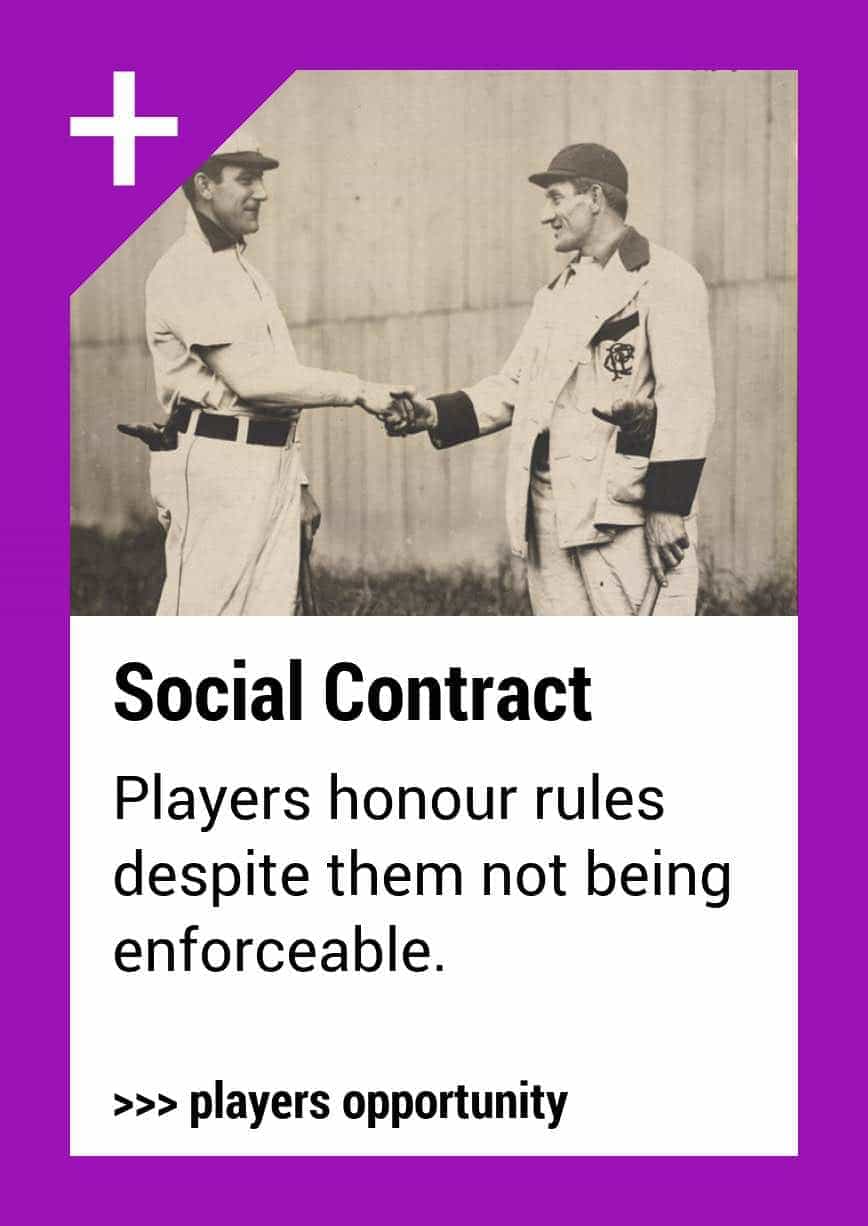 Social Contract
Players honour rules
despite them not being
enforceable.
>>> players opportunity